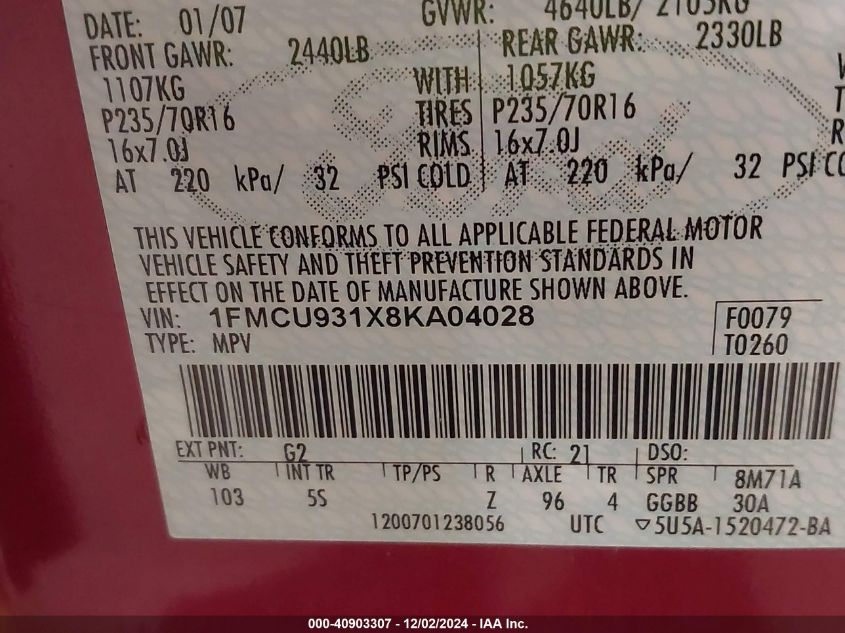 DATE: 01/07 GVWR: 4640LB/ 2105KG
FRONT GAWR: 2440LB REAR GAWR: 2330LB
1107KG WITH 1057KG
P235/70R16 TIRES P235/70R16
16x7.0J RIMS 16x7.0J
AT 220 kPa/ 32 PSI COLD AT 220 kPa/ 32 PSI CO
THIS VEHICLE CONFORMS TO ALL APPLICABLE FEDERAL MOTOR
VEHICLE SAFETY AND THEFT PREVENTION STANDARDS IN
EFFECT ON THE DATE OF MANUFACTURE SHOWN ABOVE.
VIN: 1FMCU931X8KA04028 F0079
TYPE: MPV T0260
EXT PNT: G2 RC: 21 DSO:
WB INT TR TP/PS R AXLE TR SPR 8M71A
103 5S Z 96 4 GGBB 30A
1200701238056 UTC ▽5U5A-1520472-BA
000-40903307 - 12/02/2024 - IAA Inc.